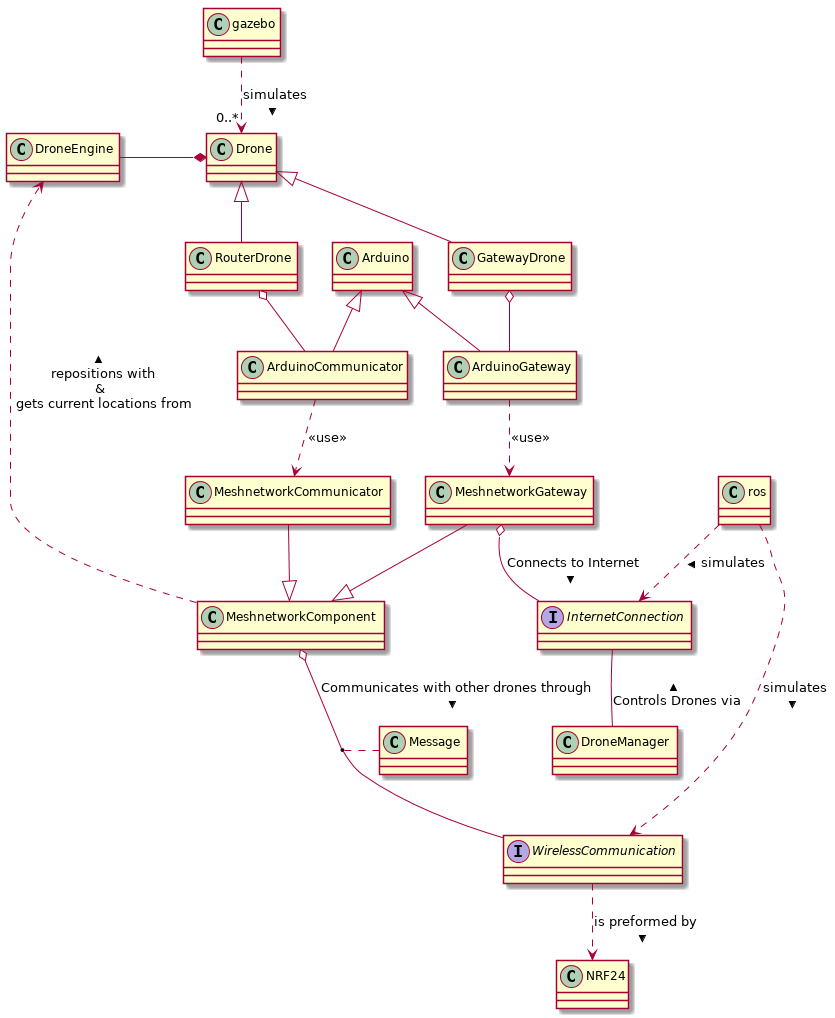 C gazebo
simulates
▼
0..*
C DroneEngine
C Drone
C RouterDrone
C Arduino
C GatewayDrone
▲
repositions with
&
gets current locations from
C ArduinoCommunicator
C ArduinoGateway
«use»
«use»
C MeshnetworkCommunicator
C MeshnetworkGateway
C ros
Connects to Internet
▼
◄ simulates
C MeshnetworkComponent
I InternetConnection
Communicates with other drones through
▼
▲
Controls Drones via
simulates
▼
C Message
C DroneManager
I WirelessCommunication
is preformed by
▼
C NRF24